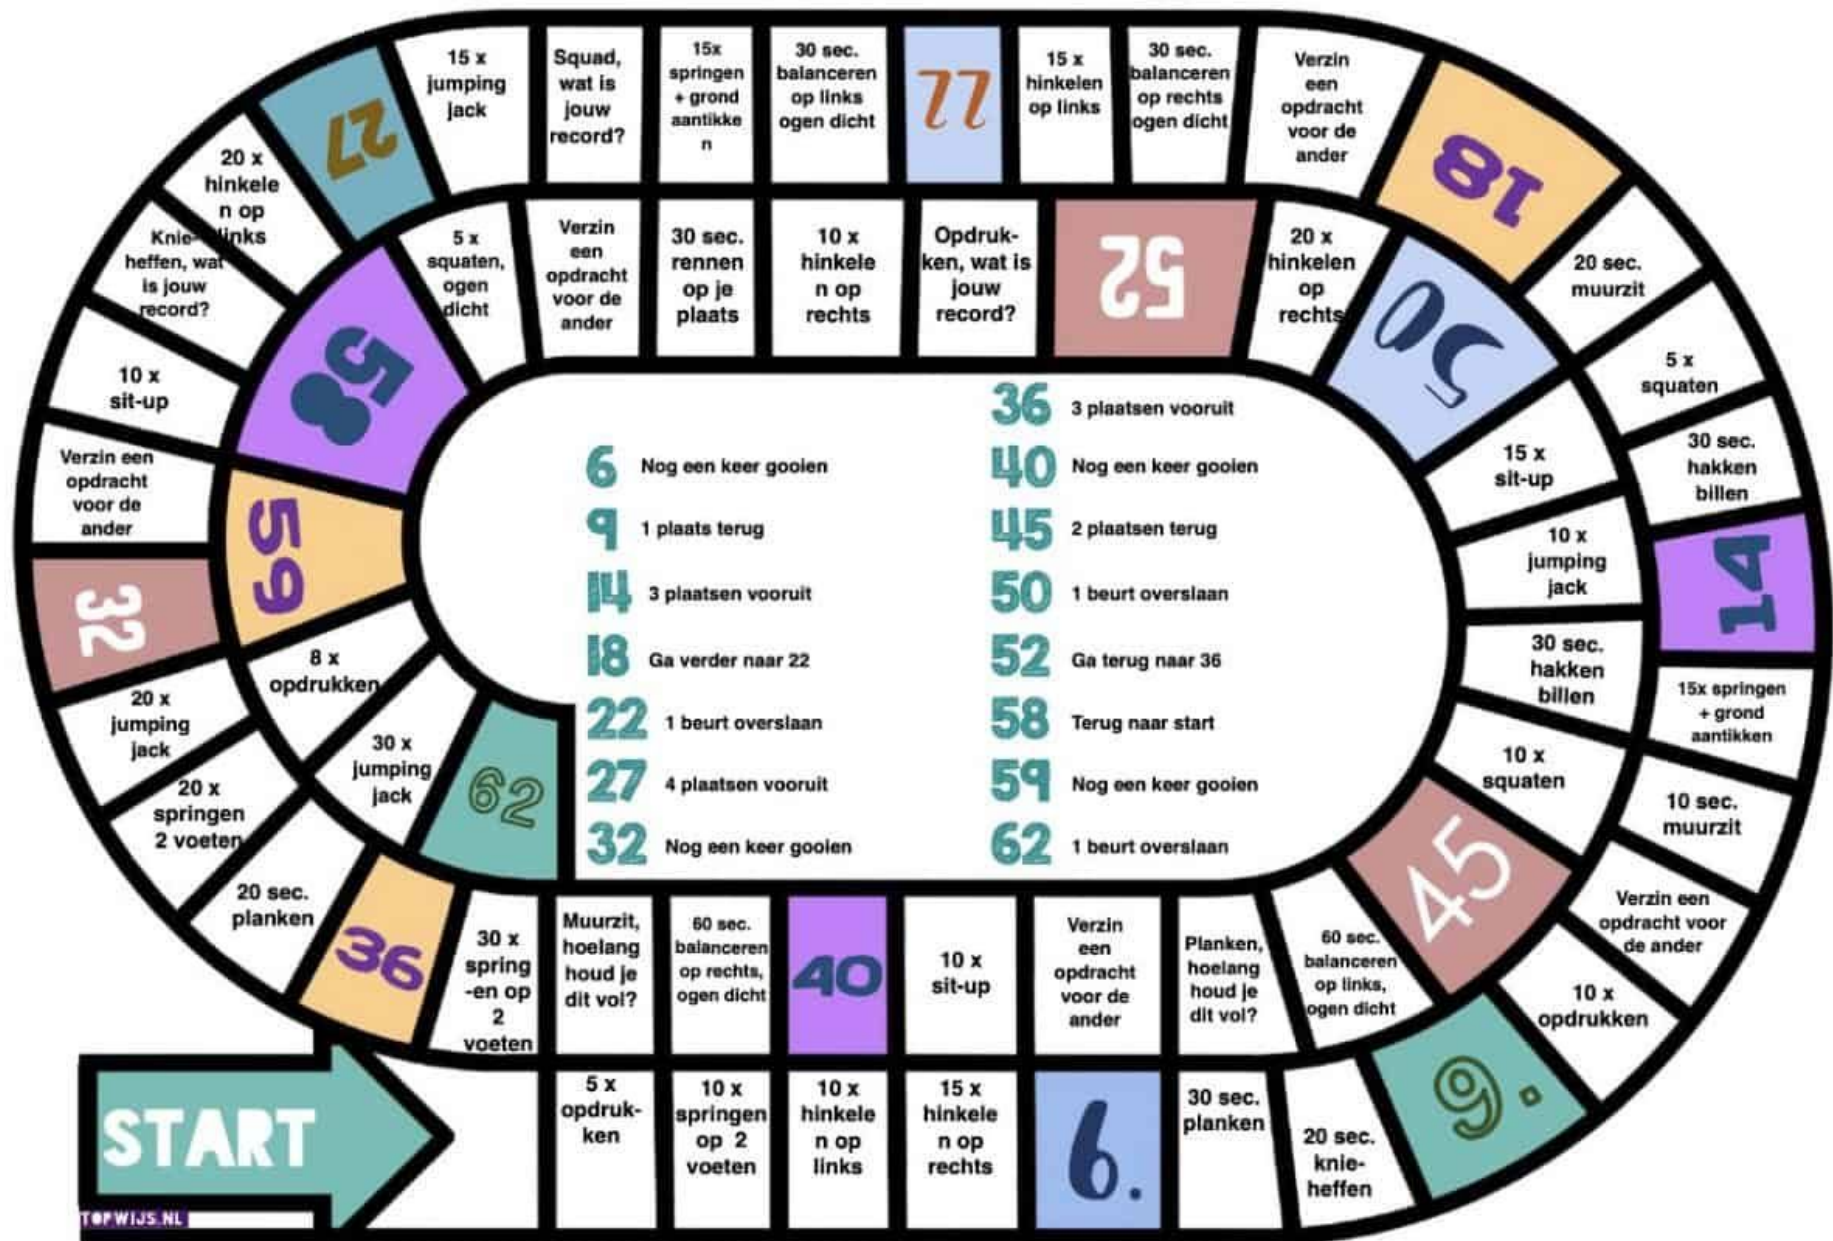 START
TOPWIJS.NL
5 x
opdruk-
ken
10 x
springen
op 2
voeten
10 x
hinkele
n op
links
15 x
hinkele
n op
rechts
6.
30 sec.
planken
20 sec.
knie-
heffen
9.
10 x
opdrukken
Verzin een
opdracht voor
de ander
10 sec.
muurzit
15x springen
+ grond
aantikken
14
30 sec.
hakken
billen
5 x
squaten
20 sec.
muurzit
18
Verzin
een
opdracht
voor de
ander
30 sec.
balanceren
op rechts
ogen dicht
15 x
hinkelen
op links
22
30 sec.
balanceren
op links
ogen dicht
15x
springen
+ grond
aantikke
n
Squad,
wat is
jouw
record?
15 x
jumping
jack
27
20 x
hinkele
n op
links
Knie-
heffen, wat
is jouw
record?
10 x
sit-up
Verzin een
opdracht
voor de
ander
32
20 x
jumping
jack
20 x
springen
2 voeten
20 sec.
planken
36
30 x
spring
-en op
2
voeten
Muurzit,
hoelang
houd je
dit vol?
60 sec.
balanceren
op rechts,
ogen dicht
40
10 x
sit-up
Verzin
een
opdracht
voor de
ander
Planken,
hoelang
houd je
dit vol?
60 sec.
balanceren
op links,
ogen dicht
45
10 x
squaten
30 sec.
hakken
billen
10 x
jumping
jack
15 x
sit-up
50
20 x
hinkelen
op
rechts
52
Opdruk-
ken, wat is
jouw
record?
10 x
hinkele
n op
rechts
30 sec.
rennen
op je
plaats
Verzin
een
opdracht
voor de
ander
5 x
squaten,
ogen
dicht
58
59
8 x
opdrukken
30 x
jumping
jack
62
6 Nog een keer gooien
9 1 plaats terug
14 3 plaatsen vooruit
18 Ga verder naar 22
22 1 beurt overslaan
27 4 plaatsen vooruit
32 Nog een keer gooien
36 3 plaatsen vooruit
40 Nog een keer gooien
45 2 plaatsen terug
50 1 beurt overslaan
52 Ga terug naar 36
58 Terug naar start
59 Nog een keer gooien
62 1 beurt overslaan